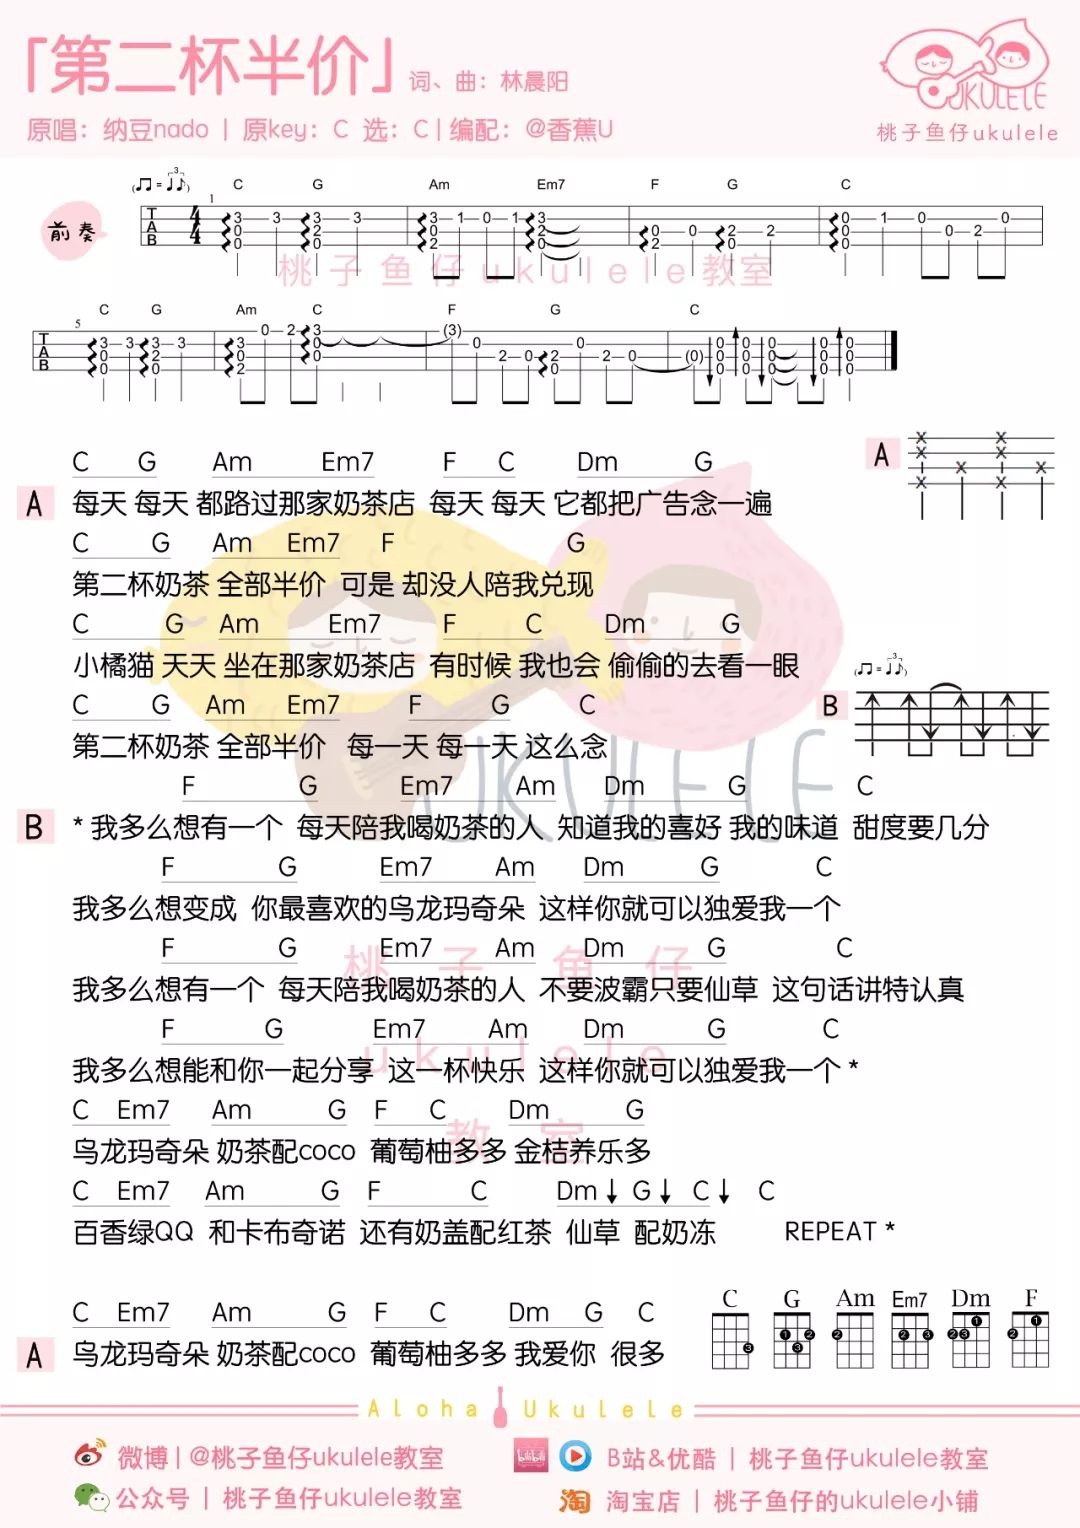 「第二杯半价」 词、曲：林晨阳
原唱：纳豆nado | 原key：C 选：C | 编配：@香蕉U
UKULELE
桃子鱼仔ukulele
前奏
C G Am Em7 F G C
桃子鱼仔ukulele教室
C G Am C F G C
C G Am Em7 F C Dm G
A 每天 每天 都路过那家奶茶店 每天 每天 它都把广告念一遍
C G Am Em7 F G
第二杯奶茶 全部半价 可是 却没人陪我兑现
C G Am Em7 F C Dm G
小橘猫 天天 坐在那家奶茶店 有时候 我也会 偷偷的去看一眼
C G Am Em7 F G C
第二杯奶茶 全部半价 每一天 每一天 这么念
F G Em7 Am Dm G C
B * 我多么想有一个 每天陪我喝奶茶的人 知道我的喜好 我的味道 甜度要几分
F G Em7 Am Dm G C
我多么想变成 你最喜欢的乌龙玛奇朵 这样你就可以独爱我一个
F G Em7 Am Dm G C
我多么想有一个 每天陪我喝奶茶的人 不要波霸只要仙草 这句话讲特认真
F G Em7 Am Dm G C
我多么想能和你一起分享 这一杯快乐 这样你就可以独爱我一个 *
C Em7 Am G F C Dm G
乌龙玛奇朵 奶茶配coco 葡萄柚多多 金桔养乐多
C Em7 Am G F C Dm↓ G↓ C↓ C
百香绿QQ 和卡布奇诺 还有奶盖配红茶 仙草 配奶冻 REPEAT *
C Em7 Am G F C Dm G C
A 乌龙玛奇朵 奶茶配coco 葡萄柚多多 我爱你 很多
A
B
UKULELE
桃子鱼仔
ukulele
教室
C G Am Em7 Dm F
Aloha Ukulele
微博 | @桃子鱼仔ukulele教室
B站&优酷 | 桃子鱼仔ukulele教室
公众号 | 桃子鱼仔ukulele教室
淘 淘宝店 | 桃子鱼仔的ukulele小铺